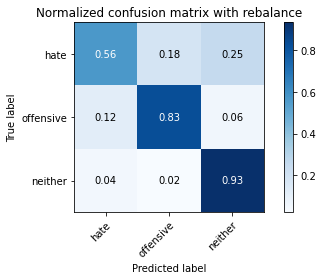 Normalized confusion matrix with rebalance
True label
hate 0.56 0.18 0.25
offensive 0.12 0.83 0.06
neither 0.04 0.02 0.93
hate offensive neither
Predicted label
0.8
0.6
0.4
0.2